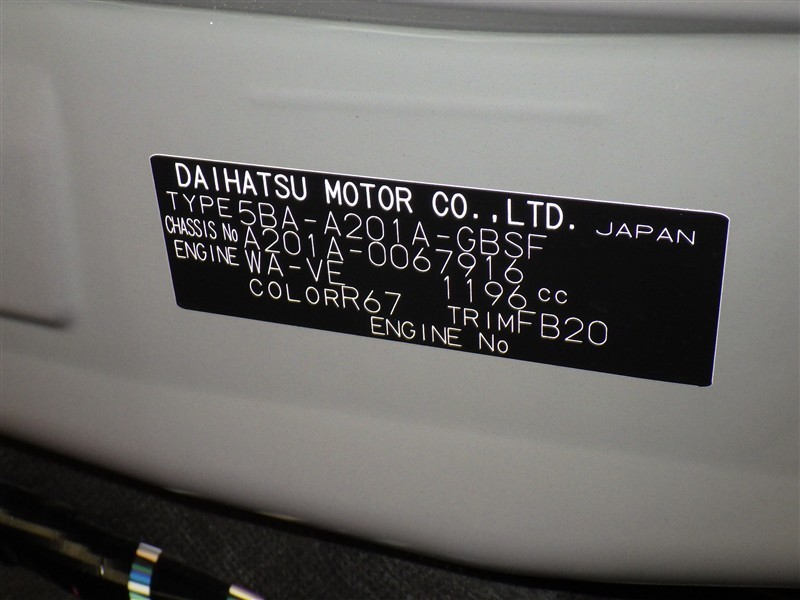 DAIHATSU MOTOR CO.,LTD. JAPAN
TYPE 5BA-A201A-GBSF
CHASSIS No A201A-0067916
ENGINE WA-VE 1196 cc
COLOR R67 TRIM FB20
ENGINE No